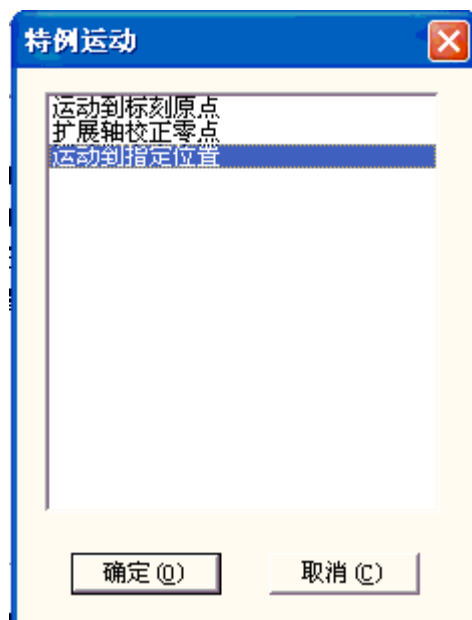 特例运动
运动到标刻原点
扩展轴校正零点
运动到指定位置
确定(O)
取消(C)